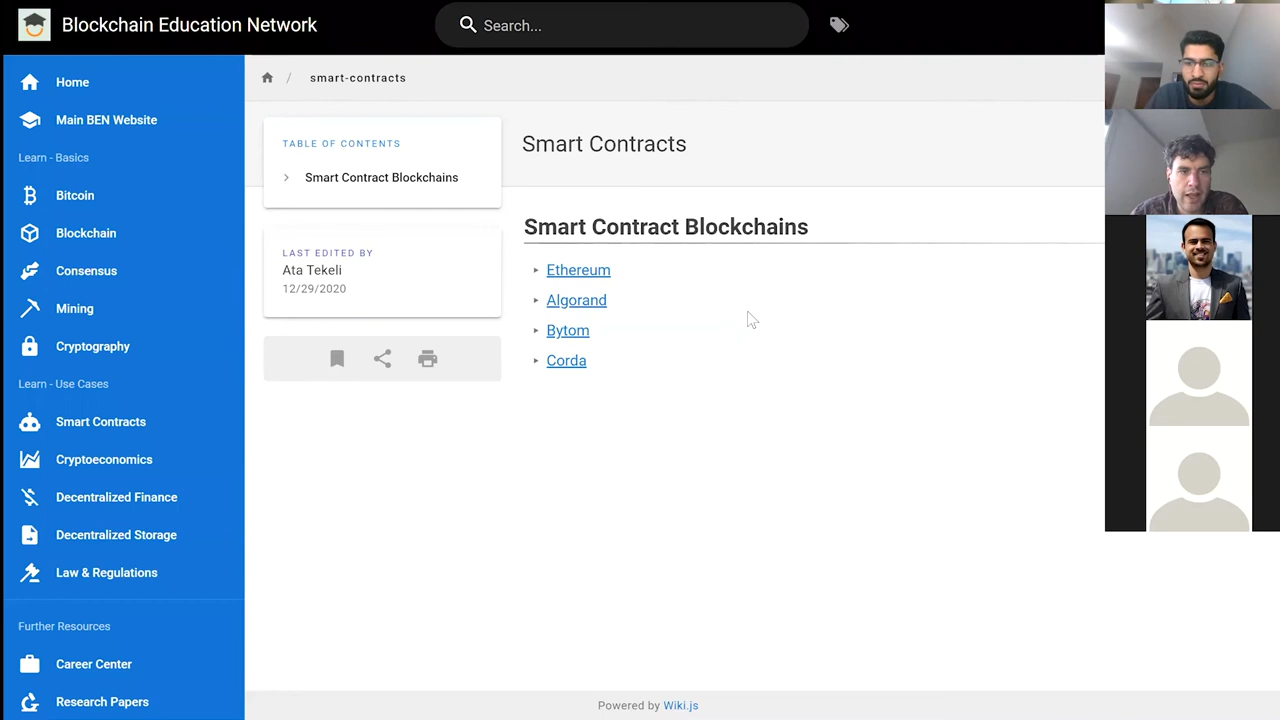 Blockchain Education Network
Search...
Home
Main BEN Website
Learn - Basics
Bitcoin
Blockchain
Consensus
Mining
Cryptography
Learn - Use Cases
Smart Contracts
Cryptoeconomics
Decentralized Finance
Decentralized Storage
Law & Regulations
Further Resources
Career Center
Research Papers
/ smart-contracts
TABLE OF CONTENTS
Smart Contract Blockchains
LAST EDITED BY
Ata Tekeli
12/29/2020
Smart Contracts
Smart Contract Blockchains
Ethereum
Algorand
Bytom
Corda
Powered by Wiki.js